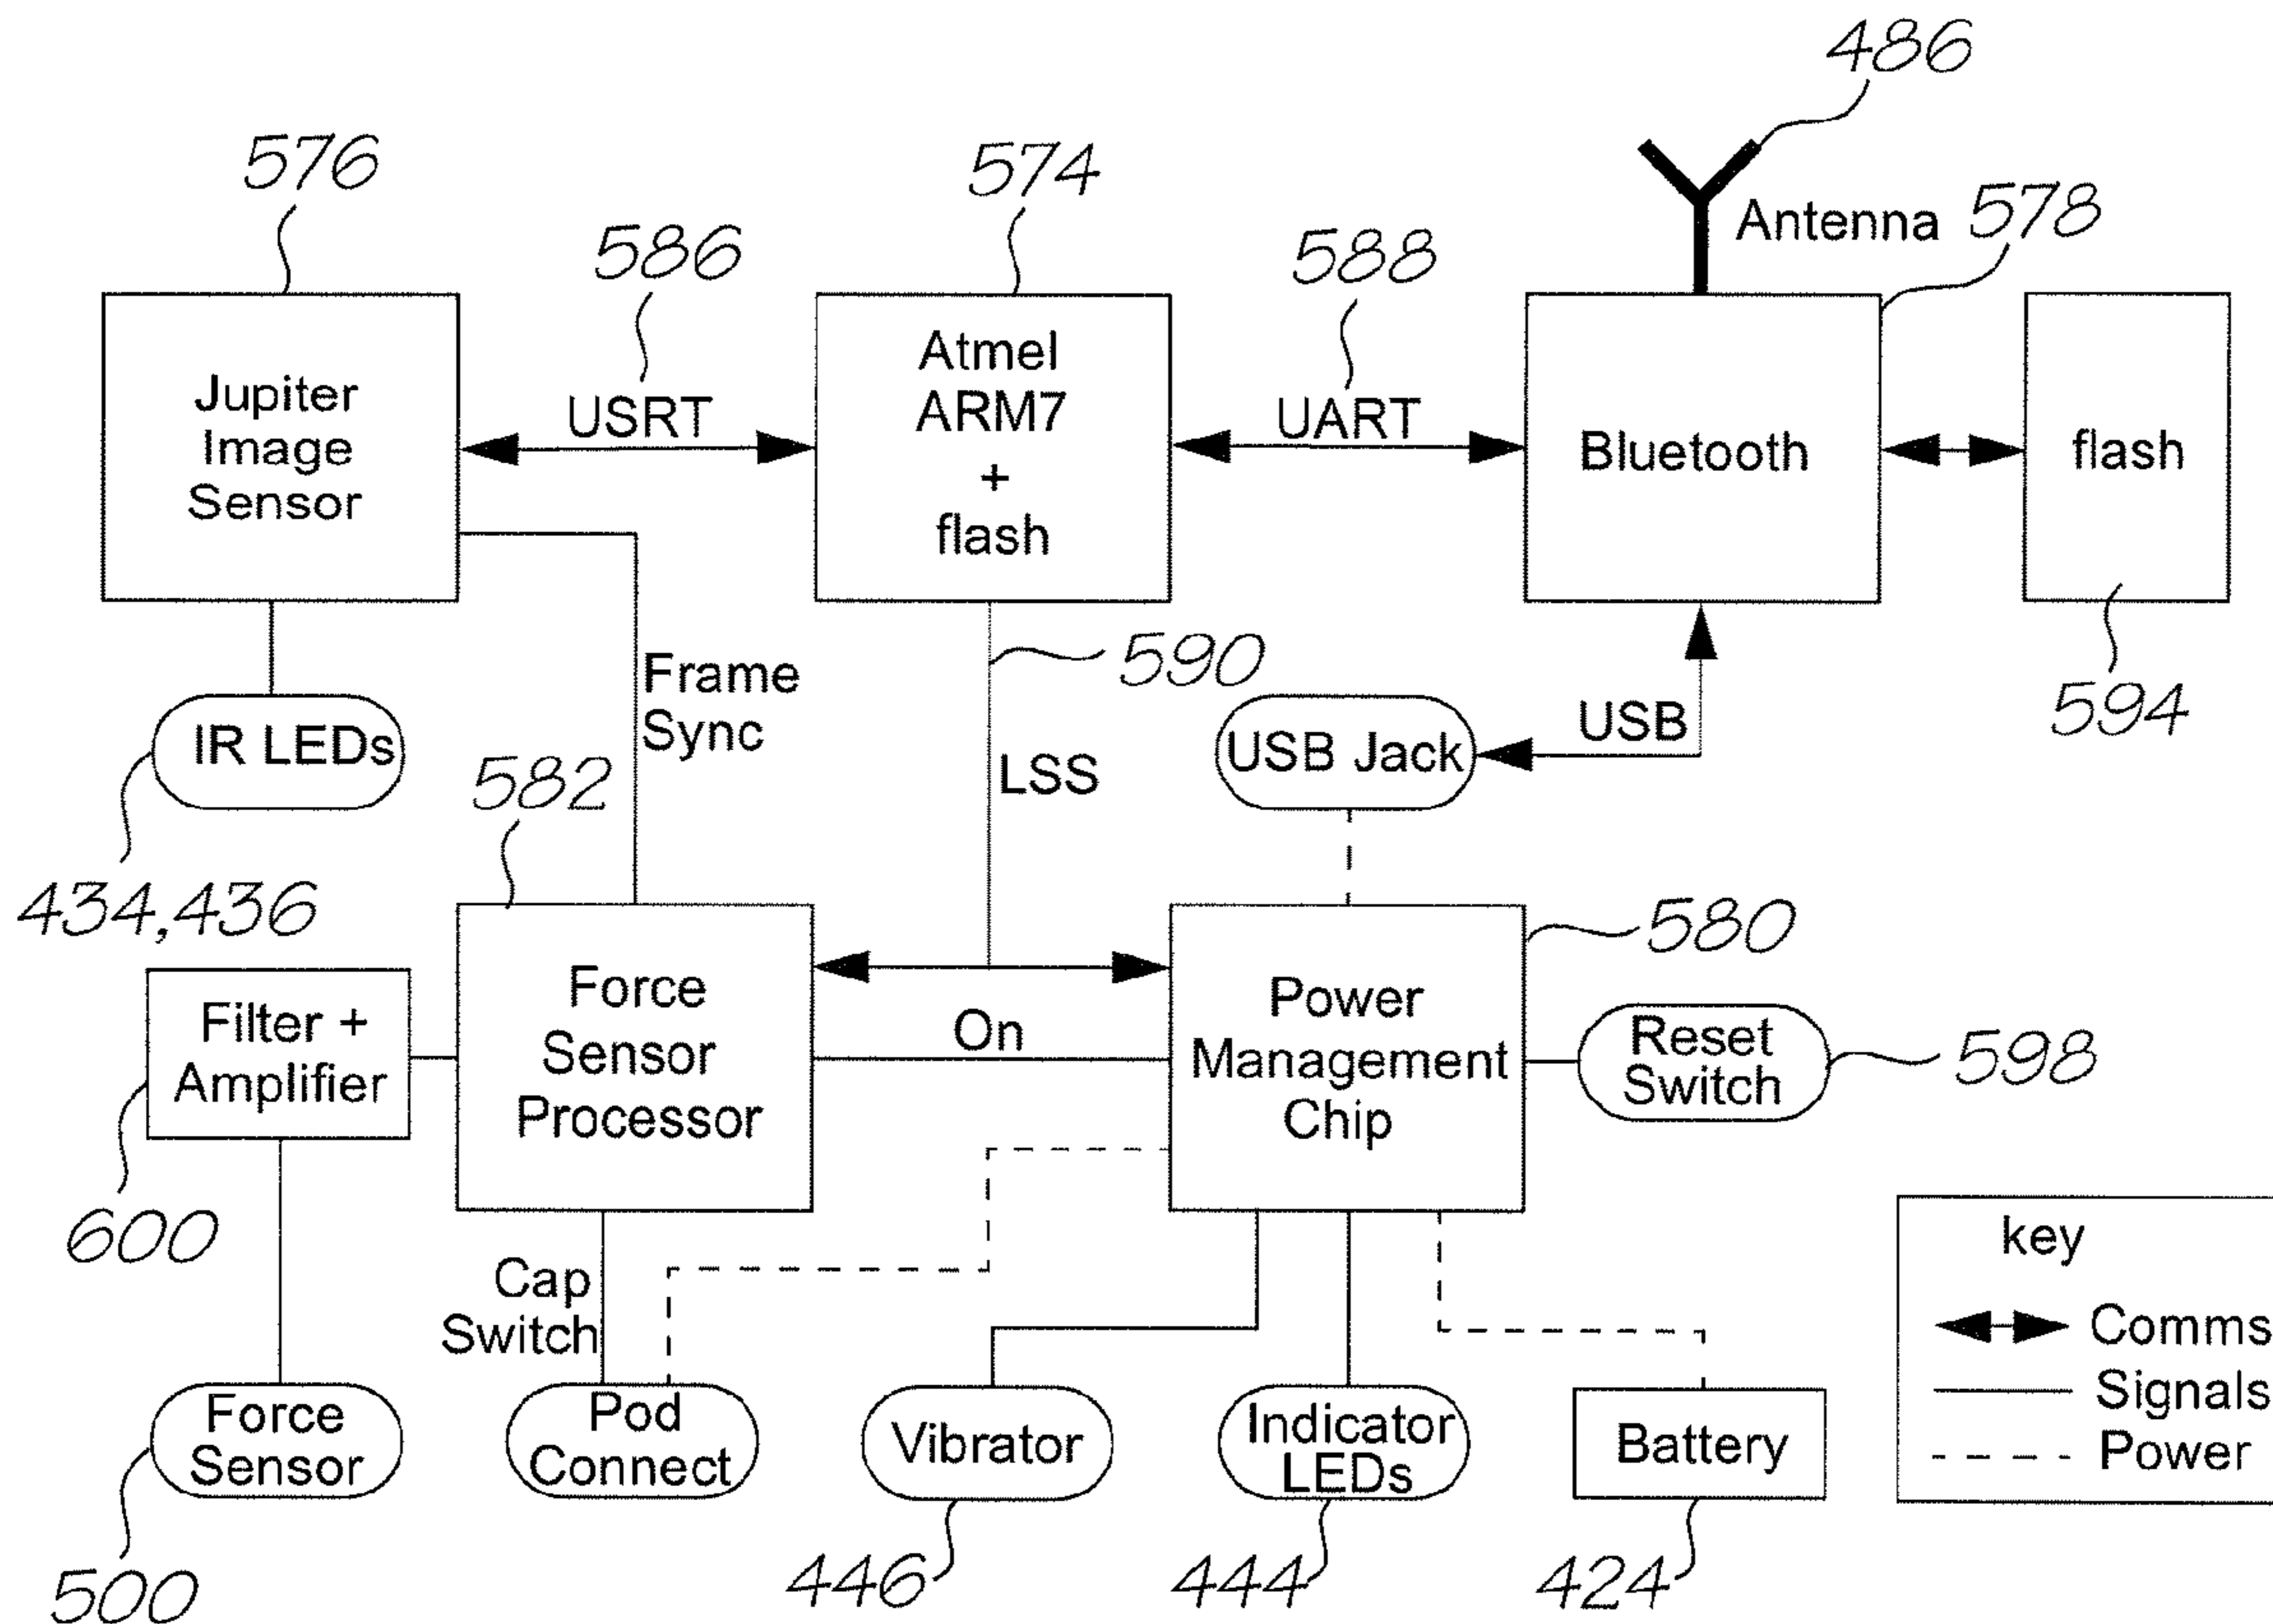 486
576
574
Antenna 578
586
588
Jupiter
Image
Sensor
USRT
Atmel
ARM7
+
flash
UART
Bluetooth
flash
590
594
Frame
Sync
IR LEDs
USB
USB Jack
LSS
582
434,436
580
Filter +
Amplifier
Force
Sensor
Processor
On
Power
Management
Chip
Reset
Switch
598
600
Cap
Switch
key
Comms
Signals
Power
Force
Sensor
Pod
Connect
Vibrator
Indicator
LEDs
Battery
500
446
444
424